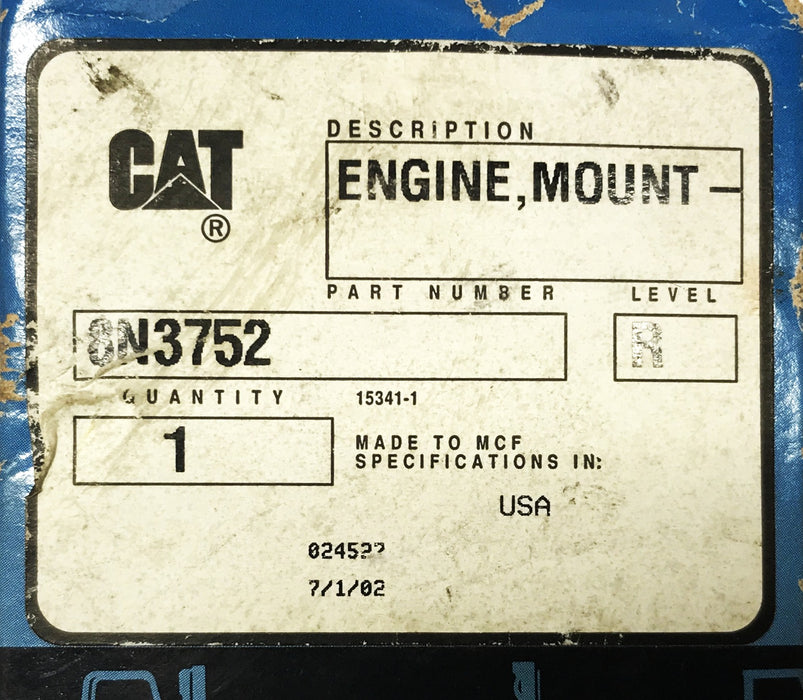 CAT
®
DESCRIPTION
ENGINE,MOUNT-
PART NUMBER LEVEL
8N3752 R
QUANTITY 15341-1
1
MADE TO MCF
SPECIFICATIONS IN:
USA
7/1/02